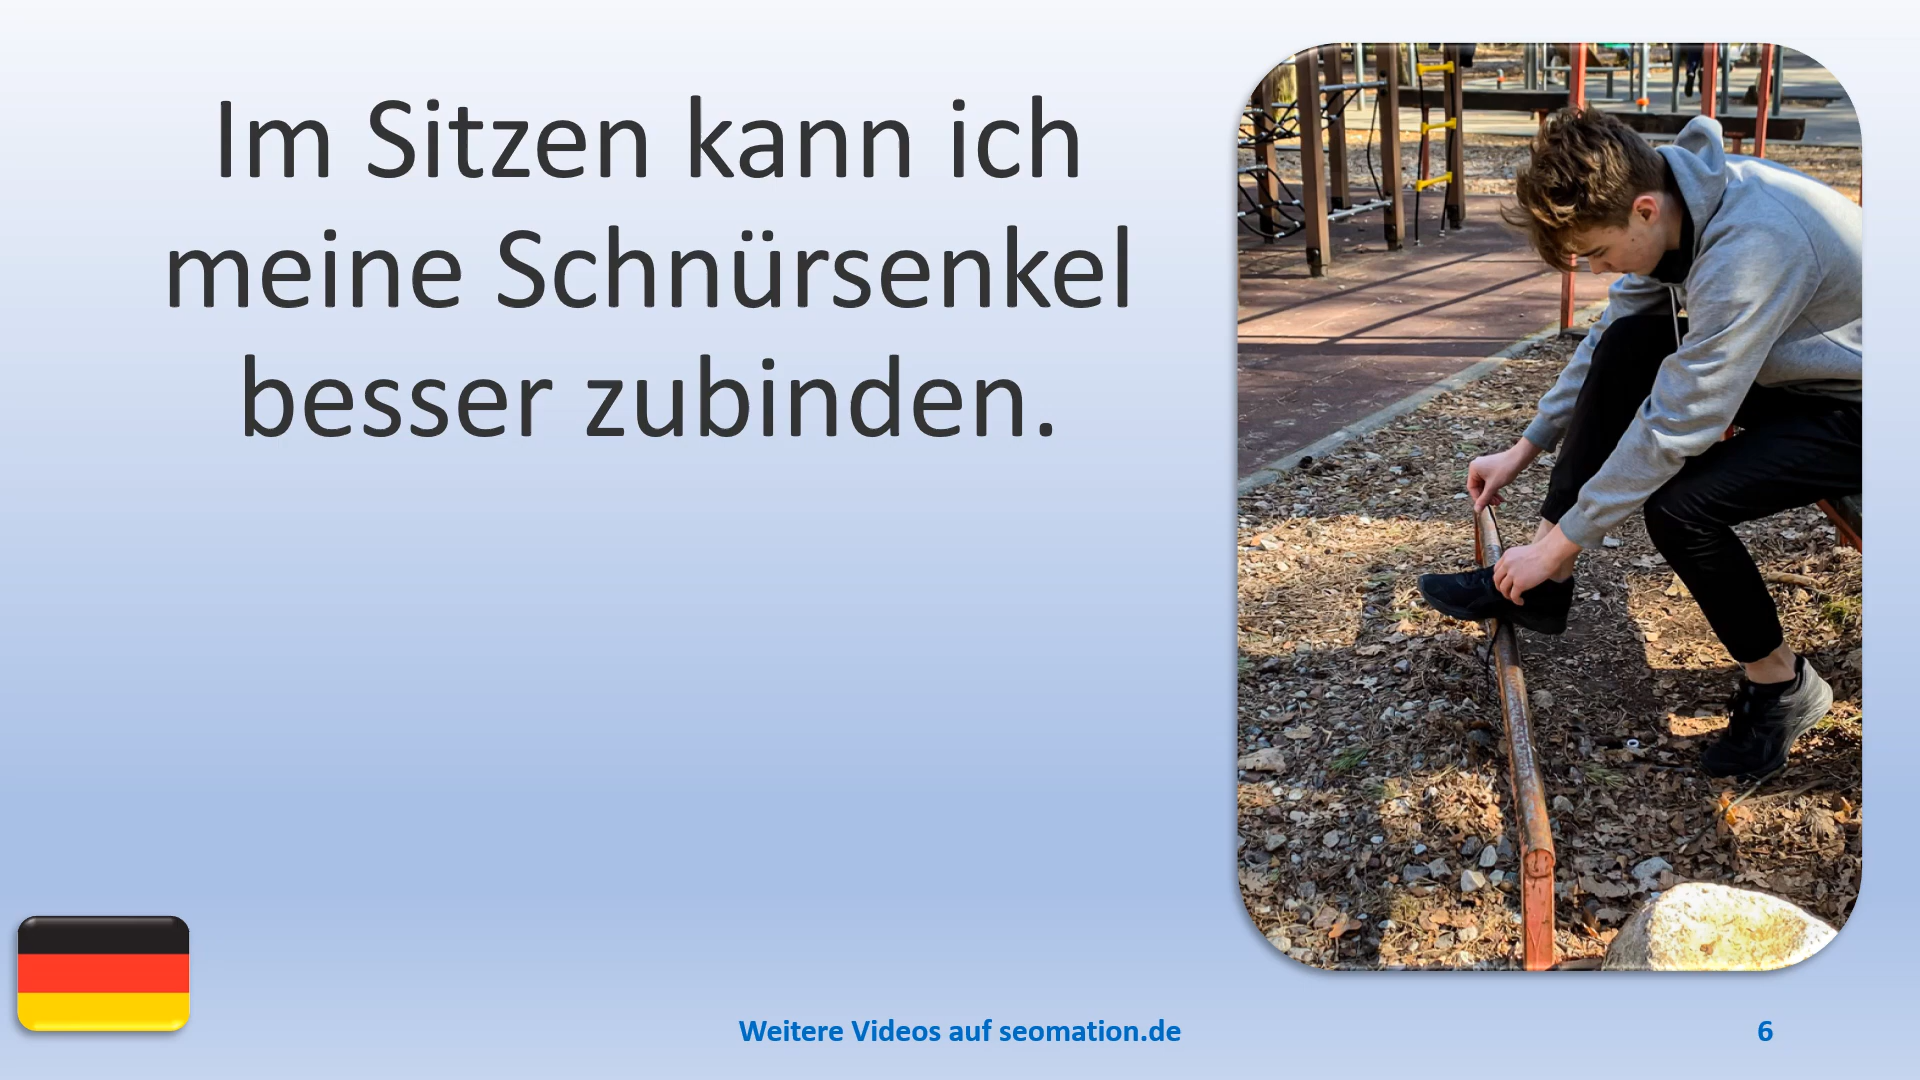 Im Sitzen kann ich
meine Schnürsenkel
besser zubinden.
Weitere Videos auf seomation.de
6